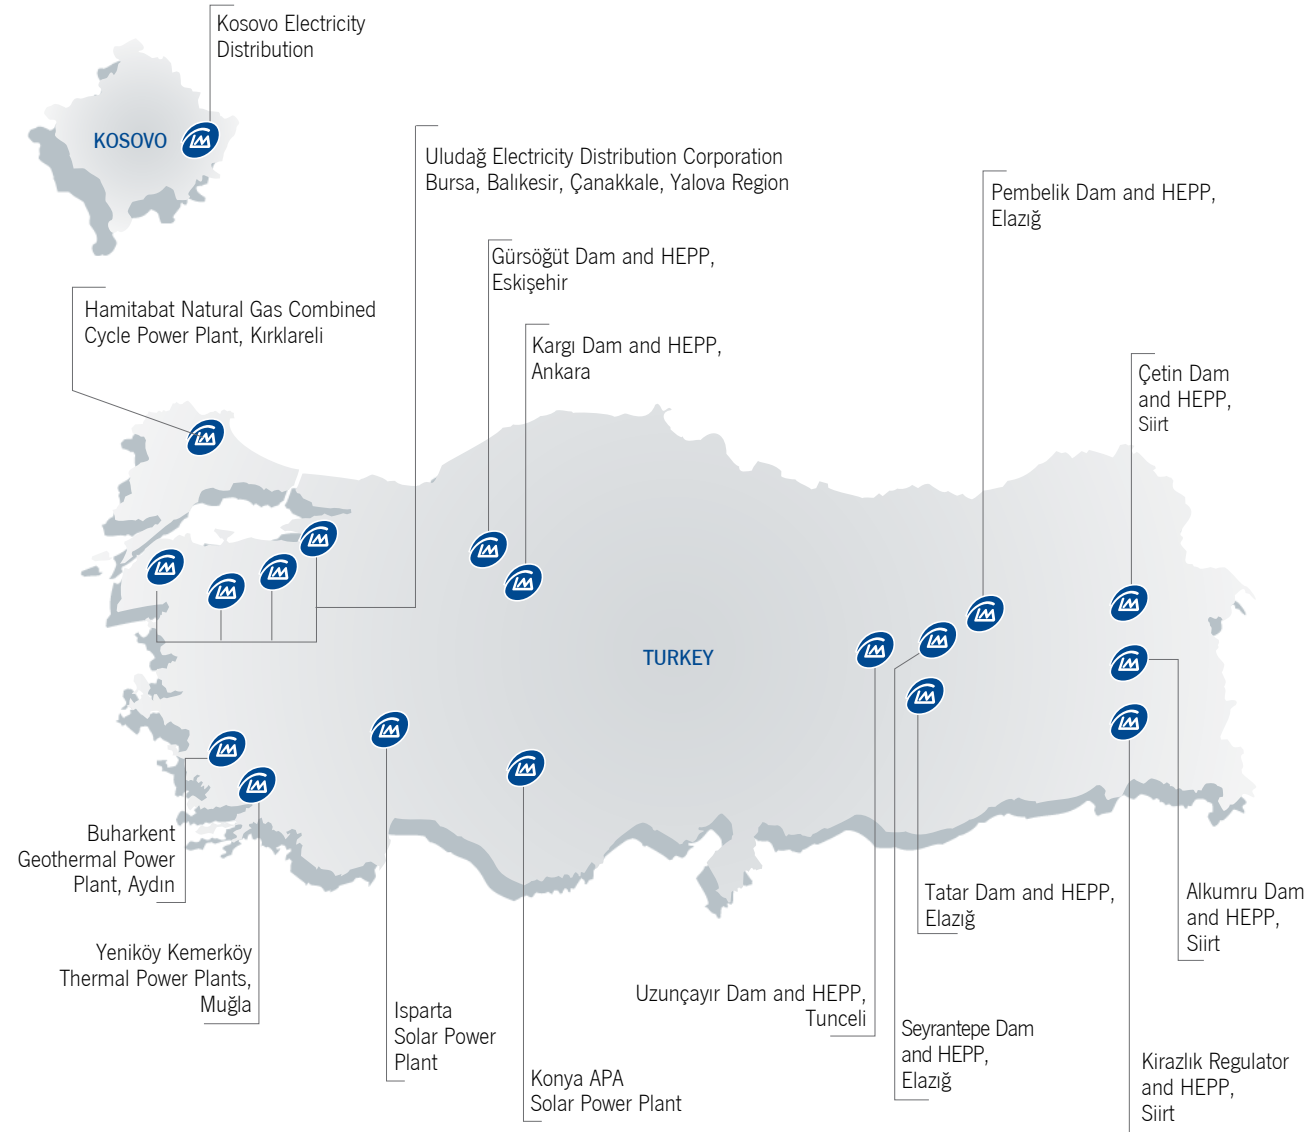 Kosovo Electricity
Distribution
KOSOVO
Uludağ Electricity Distribution Corporation
Bursa, Balıkesir, Çanakkale, Yalova Region
Pembelik Dam and HEPP,
Elazığ
Gürsöğüt Dam and HEPP,
Eskişehir
Hamitabat Natural Gas Combined
Cycle Power Plant, Kırklareli
Kargı Dam and HEPP,
Ankara
Çetin Dam
and HEPP,
Siirt
TURKEY
Buharkent
Geothermal Power
Plant, Aydın
Tatar Dam and HEPP,
Elazığ
Alkumru Dam
and HEPP,
Siirt
Yeniköy Kemerköy
Thermal Power Plants,
Muğla
Uzunçayır Dam and HEPP,
Tunceli
Isparta
Solar Power
Plant
Seyrantepe Dam
and HEPP,
Elazığ
Konya APA
Solar Power Plant
Kirazlık Regulator
and HEPP,
Siirt